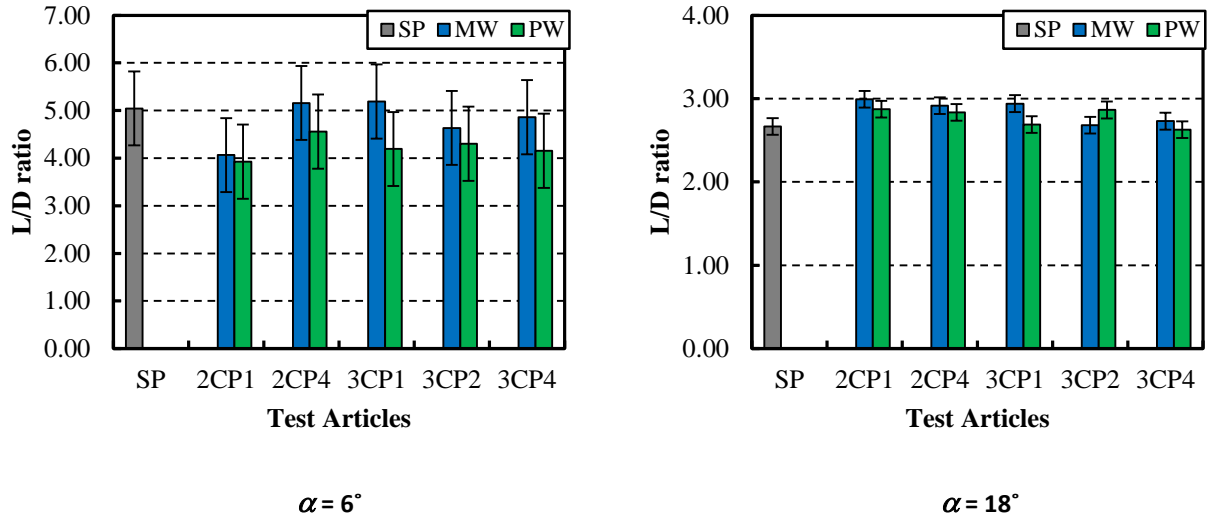 SP MW PW
7.00
6.00
5.00
4.00
3.00
2.00
1.00
0.00
L/D ratio
SP 2CP1 2CP4 3CP1 3CP2 3CP4
Test Articles
α = 6˚
SP MW PW
4.00
3.00
2.00
1.00
0.00
L/D ratio
SP 2CP1 2CP4 3CP1 3CP2 3CP4
Test Articles
α = 18˚